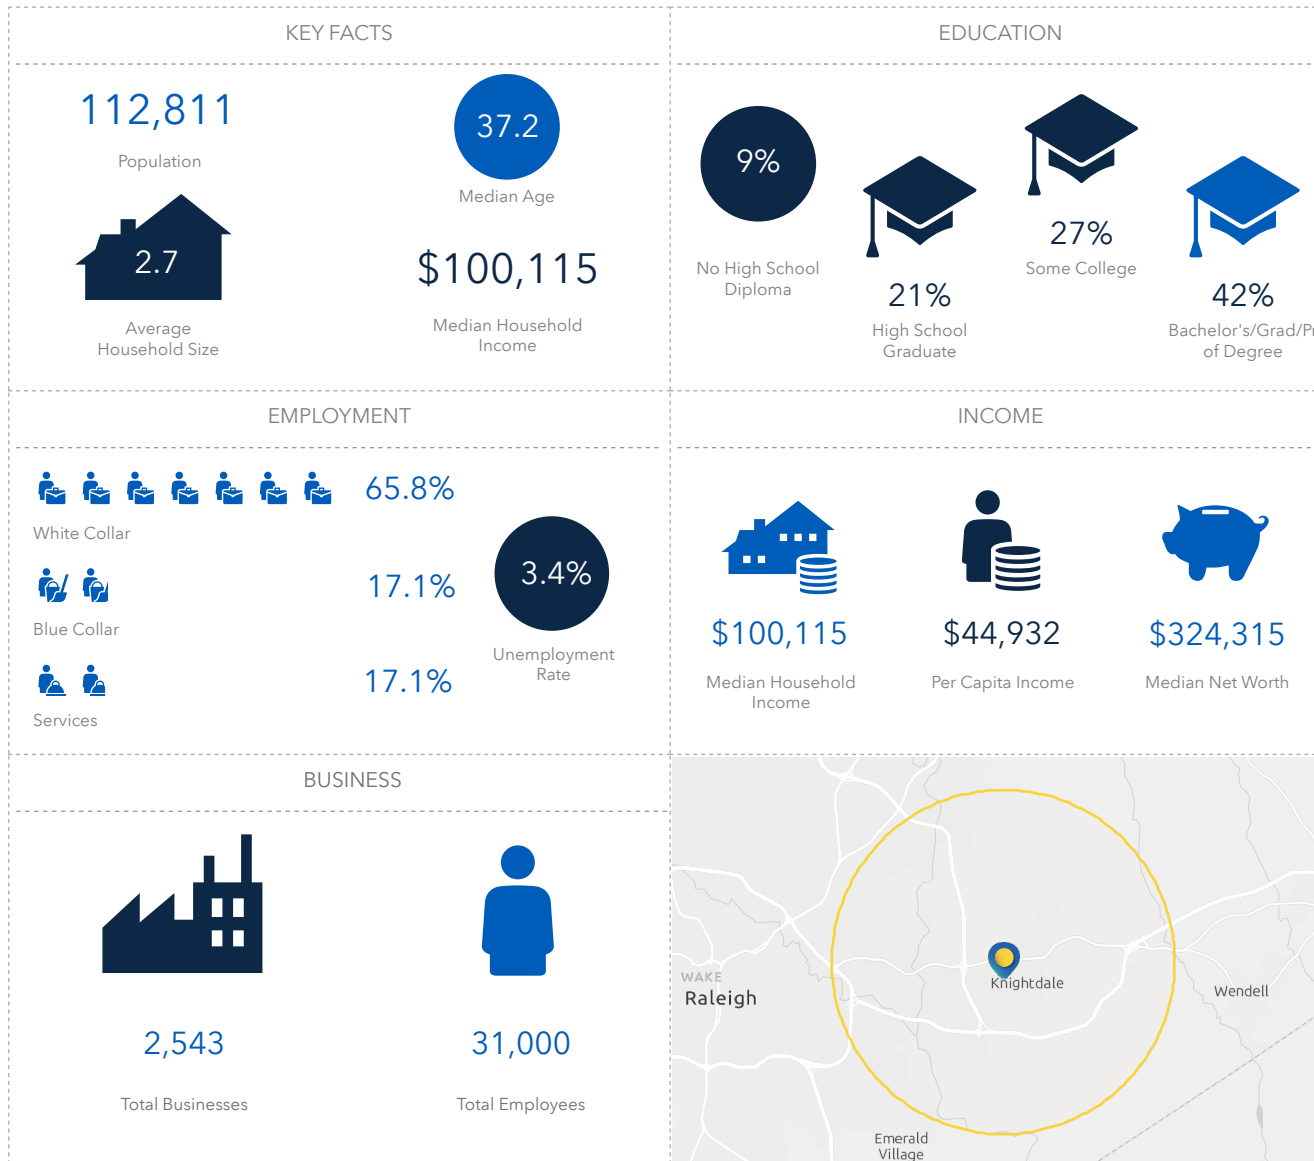 KEY FACTS
112,811
Population
37.2
Median Age
2.7
Average
Household Size
$100,115
Median Household
Income
EDUCATION
9%
No High School
Diploma
21%
High School
Graduate
27%
Some College
42%
Bachelor's/Grad/Pr
of Degree
EMPLOYMENT
65.8%
White Collar
17.1%
Blue Collar
17.1%
Services
3.4%
Unemployment
Rate
INCOME
$100,115
Median Household
Income
$44,932
Per Capita Income
$324,315
Median Net Worth
BUSINESS
2,543
Total Businesses
31,000
Total Employees
WAKE
Raleigh
Knightdale
Wendell
Emerald
Village